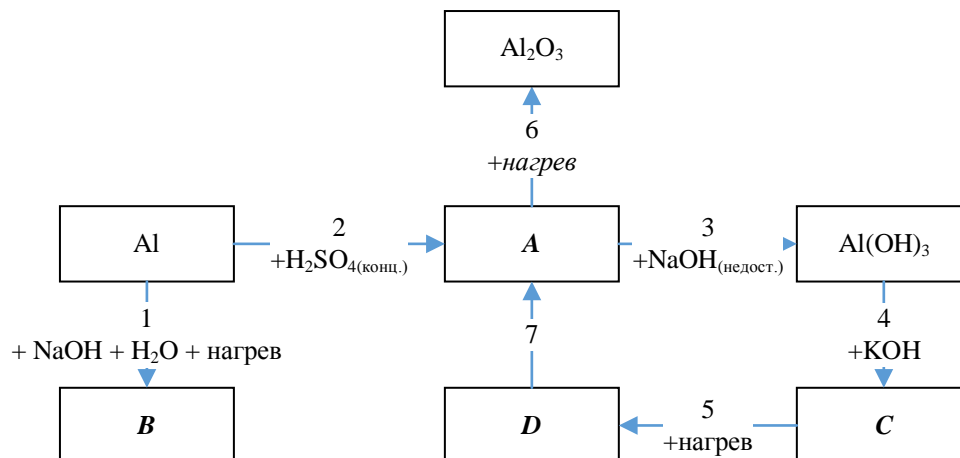 Al₂O₃
6
+нагрев
Al
2
+H₂SO₄(конц.)
A
3
+NaOH(недост.)
Al(OH)₃
1
+ NaOH + H₂O + нагрев
7
4
+KOH
B
D
5
+нагрев
C